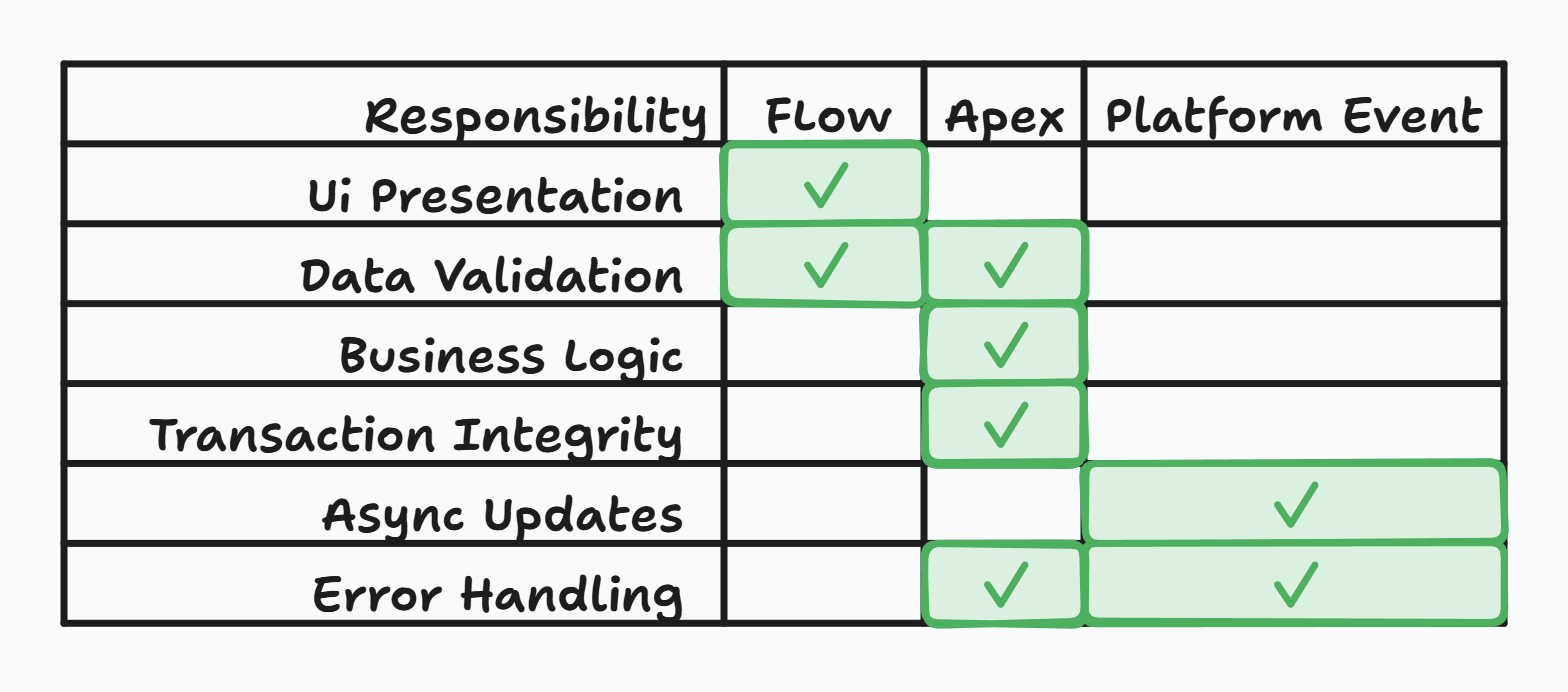 Responsibility Flow Apex Platform Event
Ui Presentation ✓
Data Validation ✓ ✓
Business Logic ✓
Transaction Integrity ✓
Async Updates ✓
Error Handling ✓ ✓